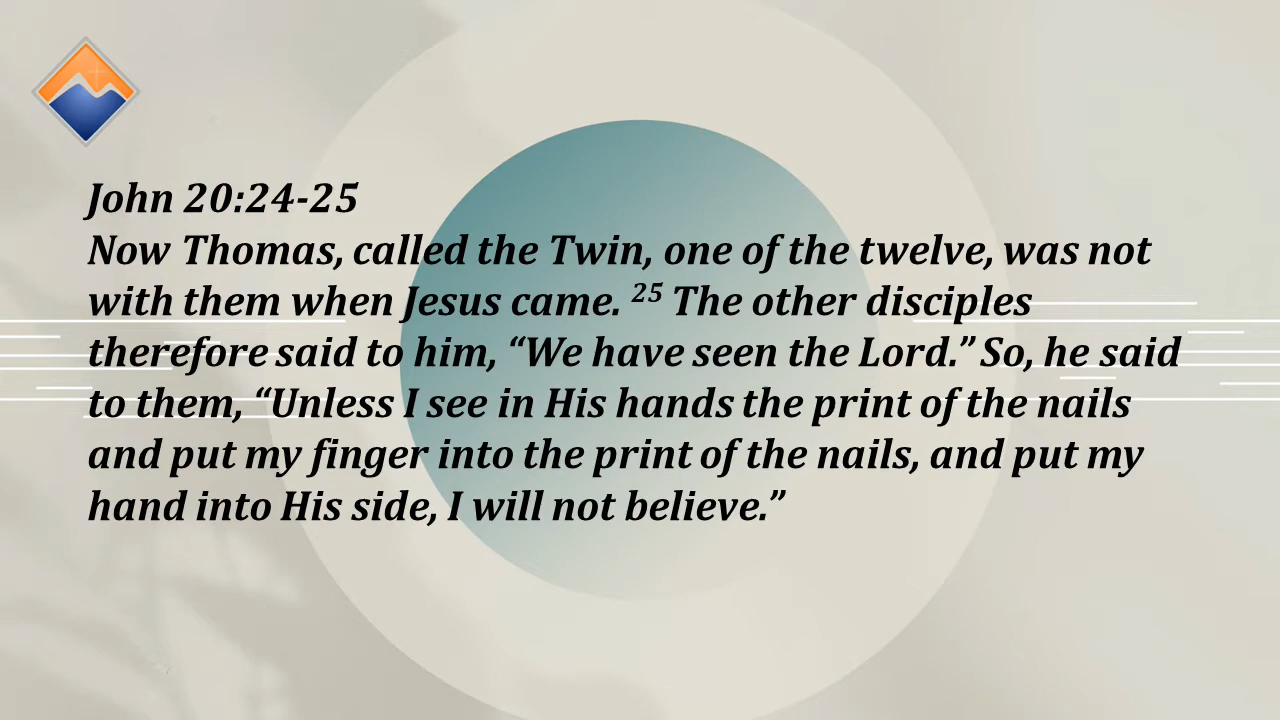 John 20:24-25
Now Thomas, called the Twin, one of the twelve, was not
with them when Jesus came. 25 The other disciples
therefore said to him, “We have seen the Lord.” So, he said
to them, “Unless I see in His hands the print of the nails
and put my finger into the print of the nails, and put my
hand into His side, I will not believe.”